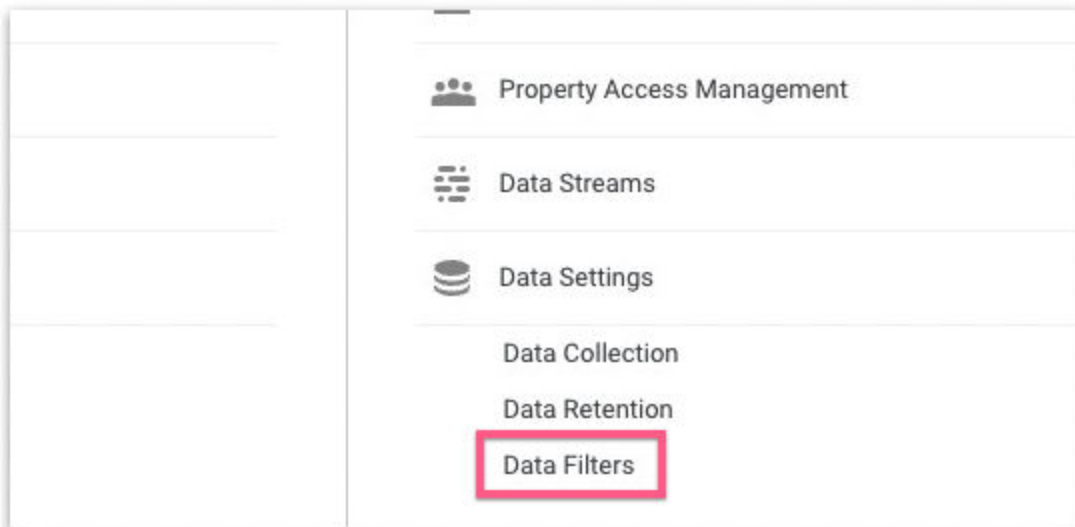 Property Access Management
Data Streams
Data Settings
Data Collection
Data Retention
Data Filters